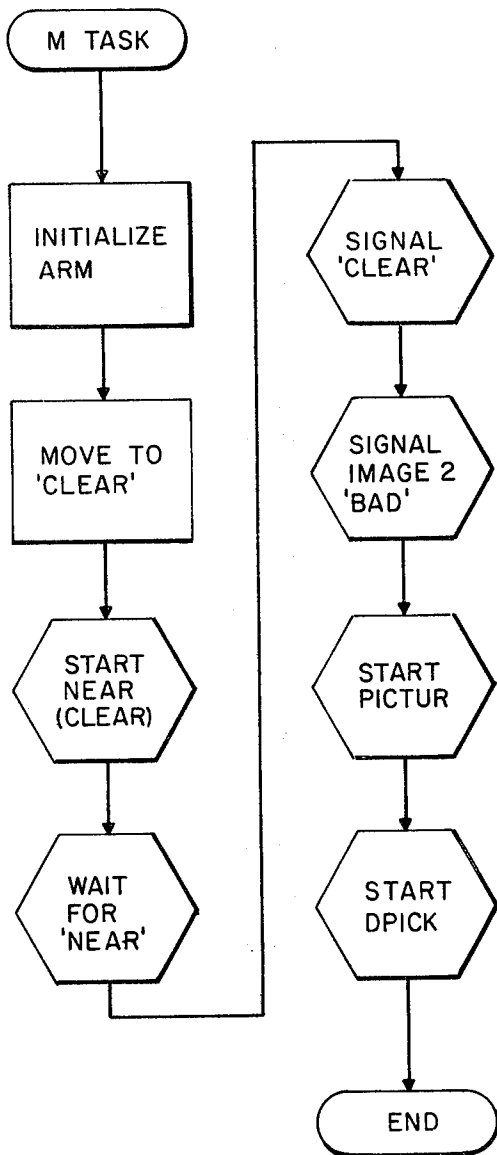 M TASK
INITIALIZE
ARM
MOVE TO
'CLEAR'
START
NEAR
(CLEAR)
WAIT
FOR
'NEAR'
SIGNAL
'CLEAR'
SIGNAL
IMAGE 2
'BAD'
START
PICTUR
START
DPICK
END